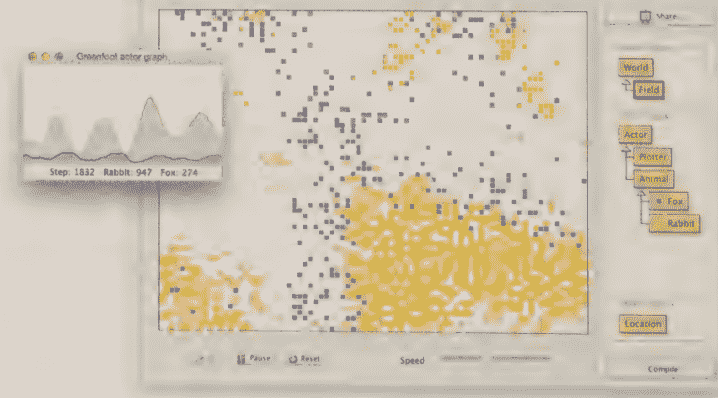 Greenfoot actor graph
Step: 1832 Rabbit: 947 Fox: 274
Share
World
Field
Actor
Plotter
Animal
Fox
Rabbit
Location
Pause Reset Speed
Compile